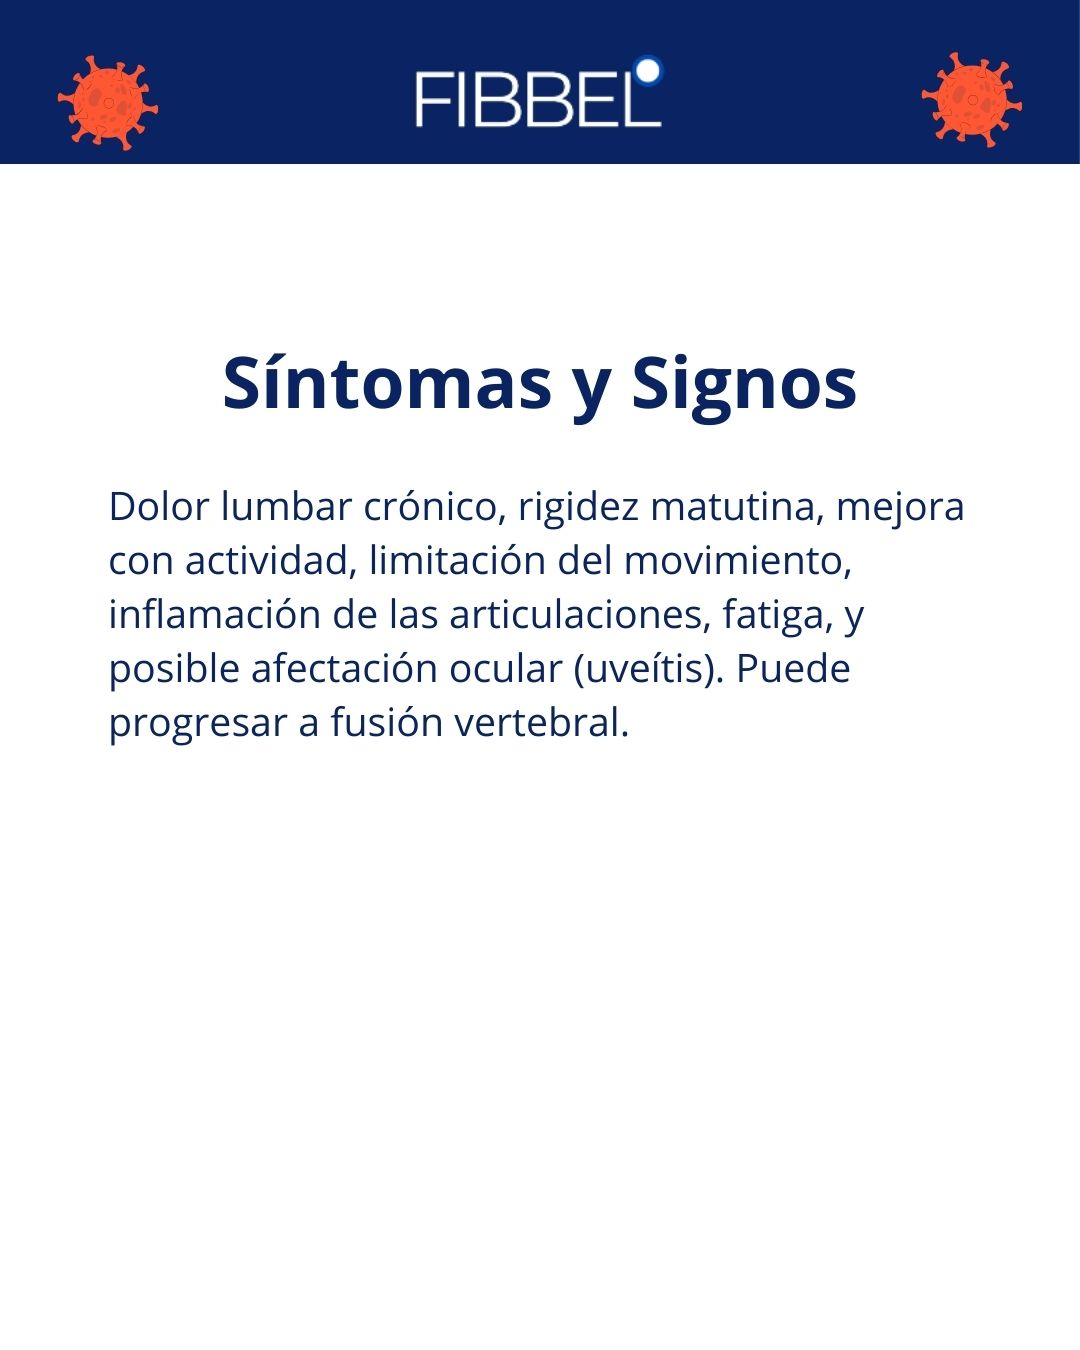 FIBBEL
Síntomas y Signos
Dolor lumbar crónico, rigidez matutina, mejora
con actividad, limitación del movimiento,
inflamación de las articulaciones, fatiga, y
posible afectación ocular (uveítis). Puede
progresar a fusión vertebral.